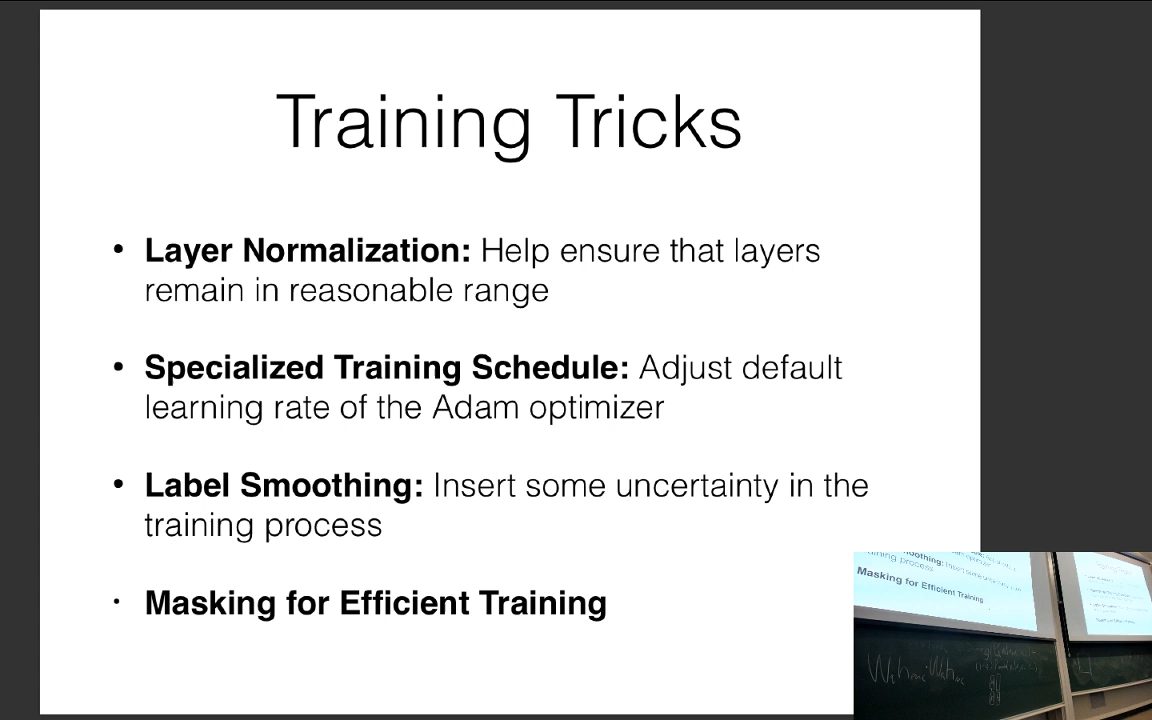 Training Tricks
• Layer Normalization: Help ensure that layers
remain in reasonable range
• Specialized Training Schedule: Adjust default
learning rate of the Adam optimizer
• Label Smoothing: Insert some uncertainty in the
training process
• Masking for Efficient Training
training process
Masking for Efficient Training